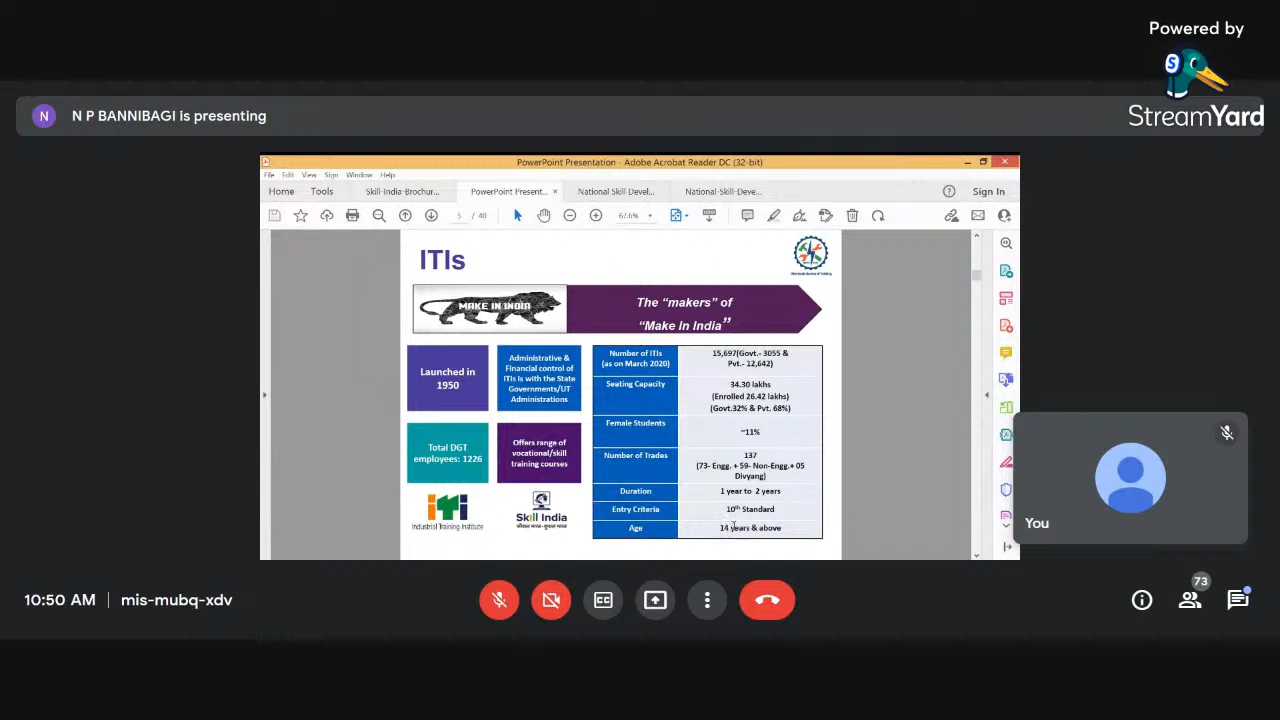 Powered by
StreamYard
N
N P BANNIBAGI is presenting
PowerPoint Presentation - Adobe Acrobat Reader DC (32-bit)
File Edit View Sign Window Help
Home Tools Skill-India-Brochur... PowerPoint Present... × National Skill Devel... National-Skill-Deve... Sign In
5 / 40 67.6%
ITIs
MAKE IN INDIA
The “makers” of
“Make In India”
Launched in
1950
Administrative &
Financial control of
ITIs is with the State
Governments/UT
Administrations
Total DGT
employees: 1226
Offers range of
vocational/skill
training courses
iti
Industrial Training Institute
Skill India
कौशल भारत-कुशल भारत
Number of ITIs
(as on March 2020)
15,697(Govt.- 3055 &
Pvt.- 12,642)
Seating Capacity
34.30 lakhs
(Enrolled 26.42 lakhs)
(Govt.32% & Pvt. 68%)
Female Students
~11%
Number of Trades
137
(73- Engg. + 59- Non-Engg.+ 05
Divyang)
Duration
1 year to 2 years
Entry Criteria
10th Standard
Age
14 years & above
You
10:50 AM | mis-mubq-xdv
73